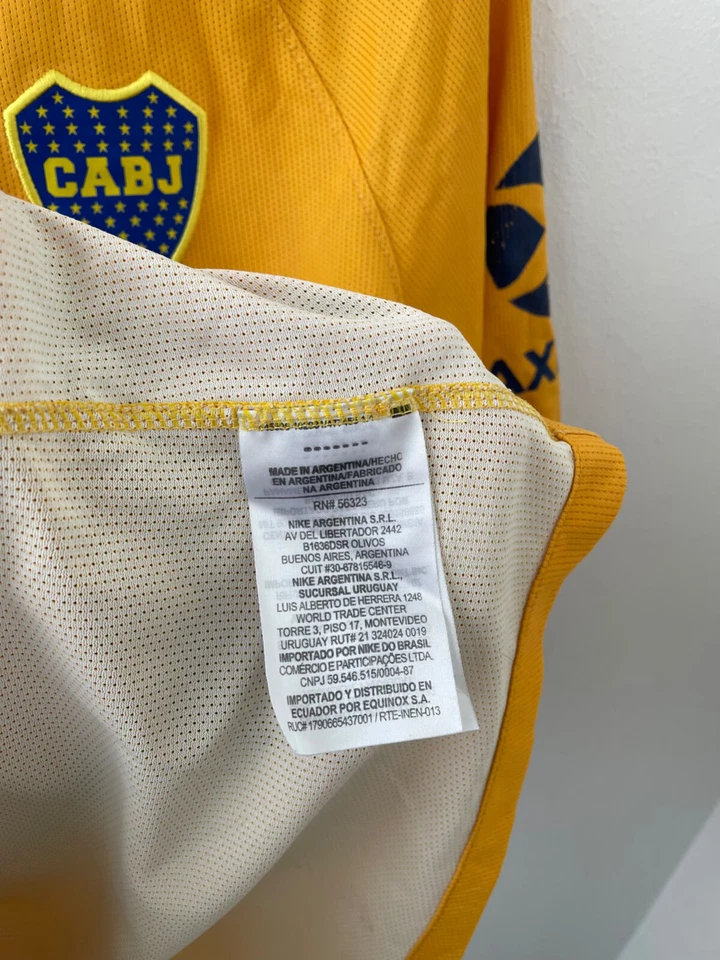 CABJ
AX
MADE IN ARGENTINA/HECHO
EN ARGENTINA/FABRICADO
NA ARGENTINA
RN# 56323
NIKE ARGENTINA S.R.L.
AV DEL LIBERTADOR 2442
B1636DSR OLIVOS
BUENOS AIRES, ARGENTINA
CUIT #30-67815546-9
NIKE ARGENTINA S.R.L.,
SUCURSAL URUGUAY
LUIS ALBERTO DE HERRERA 1248
WORLD TRADE CENTER
TORRE 3, PISO 17, MONTEVIDEO
URUGUAY RUT# 21 324024 0019
IMPORTADO POR NIKE DO BRASIL
COMÉRCIO E PARTICIPAÇÕES LTDA.
CNPJ 59.546.515/0004-87
IMPORTADO Y DISTRIBUIDO EN
ECUADOR POR EQUINOX S.A.
RUC# 1790665437001 / RTE-INEN-013